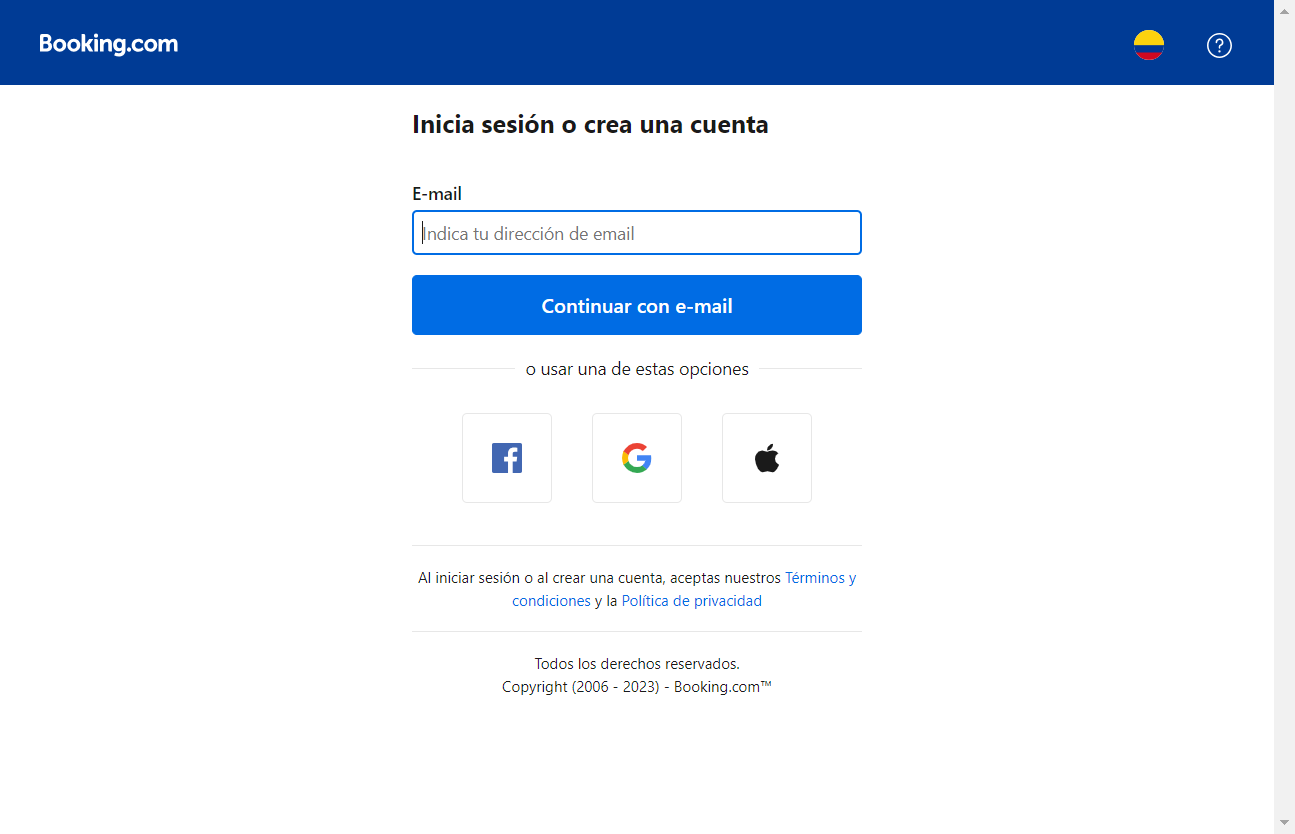 Booking.com
?
Inicia sesión o crea una cuenta
E-mail
Indica tu dirección de email
Continuar con e-mail
o usar una de estas opciones
Al iniciar sesión o al crear una cuenta, aceptas nuestros Términos y
condiciones y la Política de privacidad
Todos los derechos reservados.
Copyright (2006 - 2023) - Booking.com™